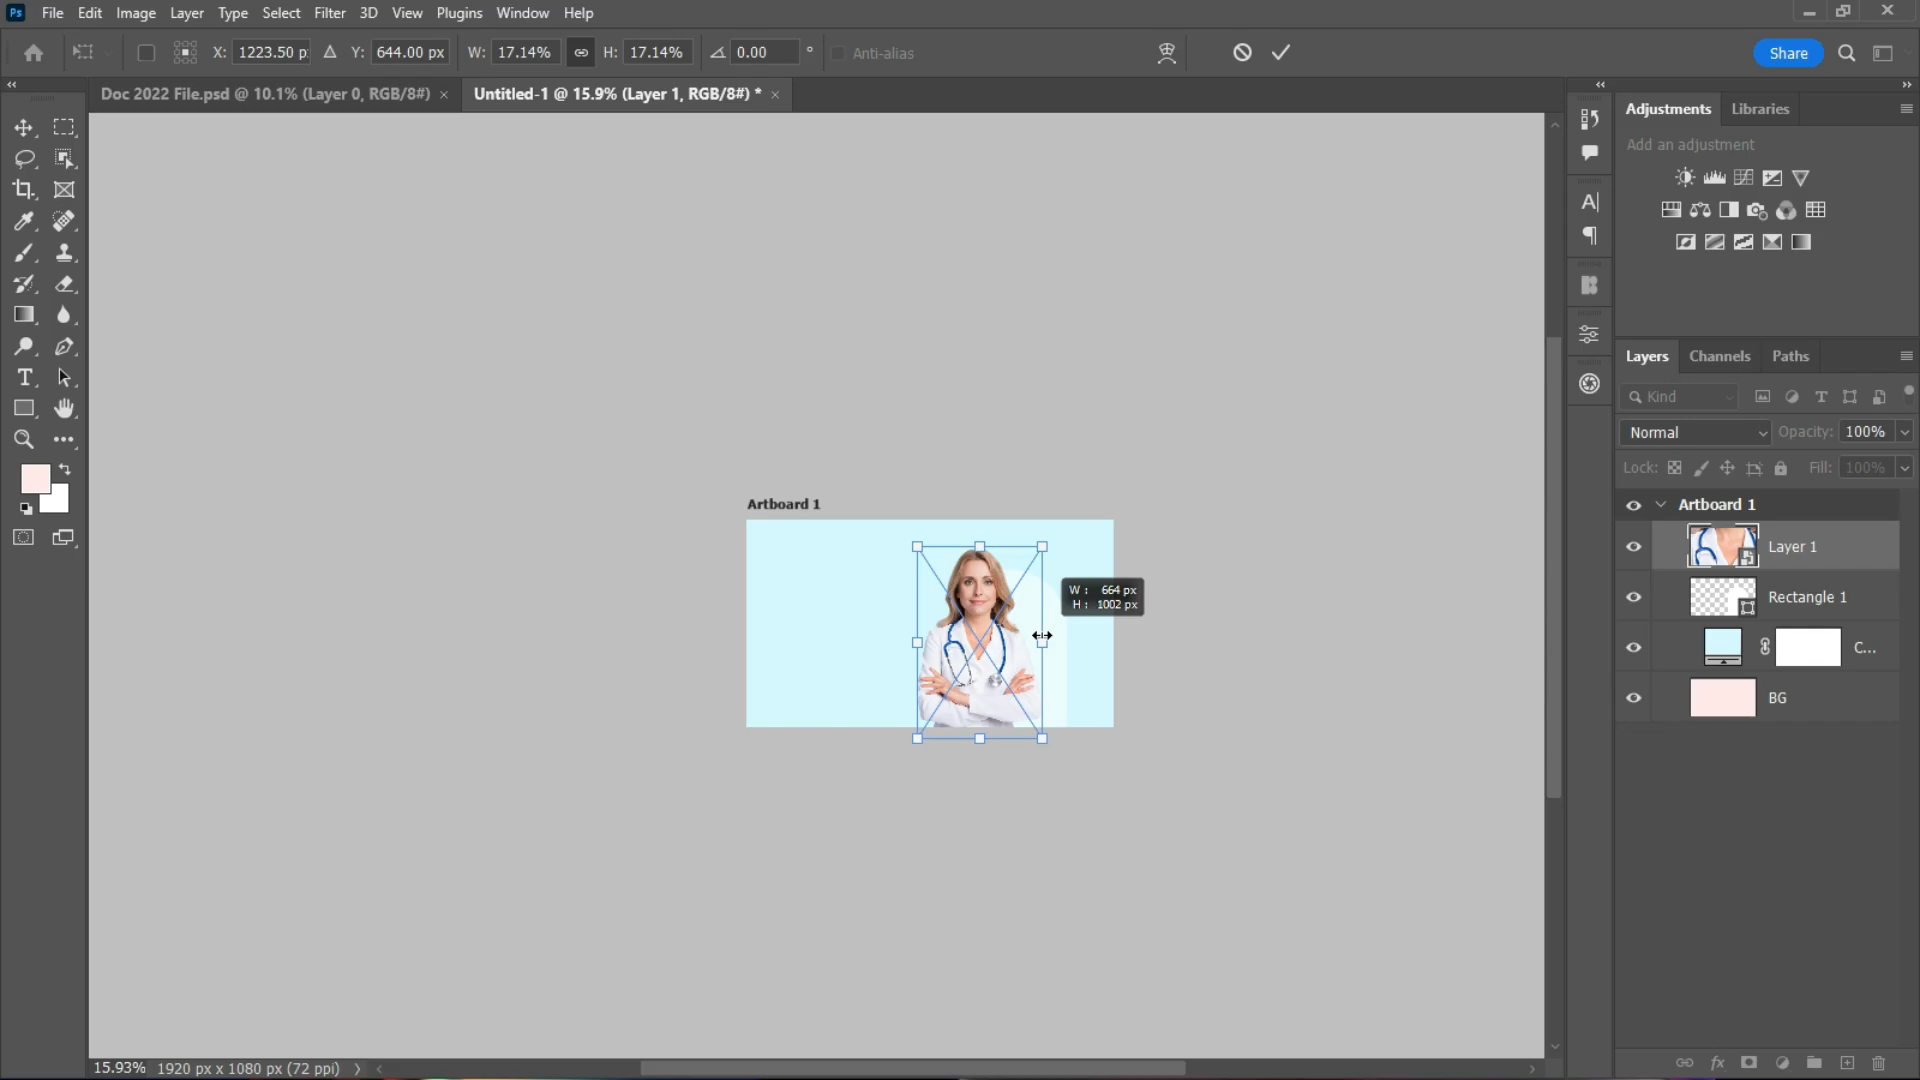 Ps File Edit Image Layer Type Select Filter 3D View Plugins Window Help
X: 1223.50 p Y: 644.00 px W: 17.14% H: 17.14% 0.00 ° Anti-alias Share
Doc 2022 File.psd @ 10.1% (Layer 0, RGB/8#) × Untitled-1 @ 15.9% (Layer 1, RGB/8#) * ×
Adjustments Libraries
Add an adjustment
Layers Channels Paths
Kind
Normal Opacity: 100%
Lock: Fill: 100%
Artboard 1
Layer 1
Rectangle 1
C...
BG
Artboard 1
W : 664 px
H : 1002 px
15.93% 1920 px x 1080 px (72 ppi)